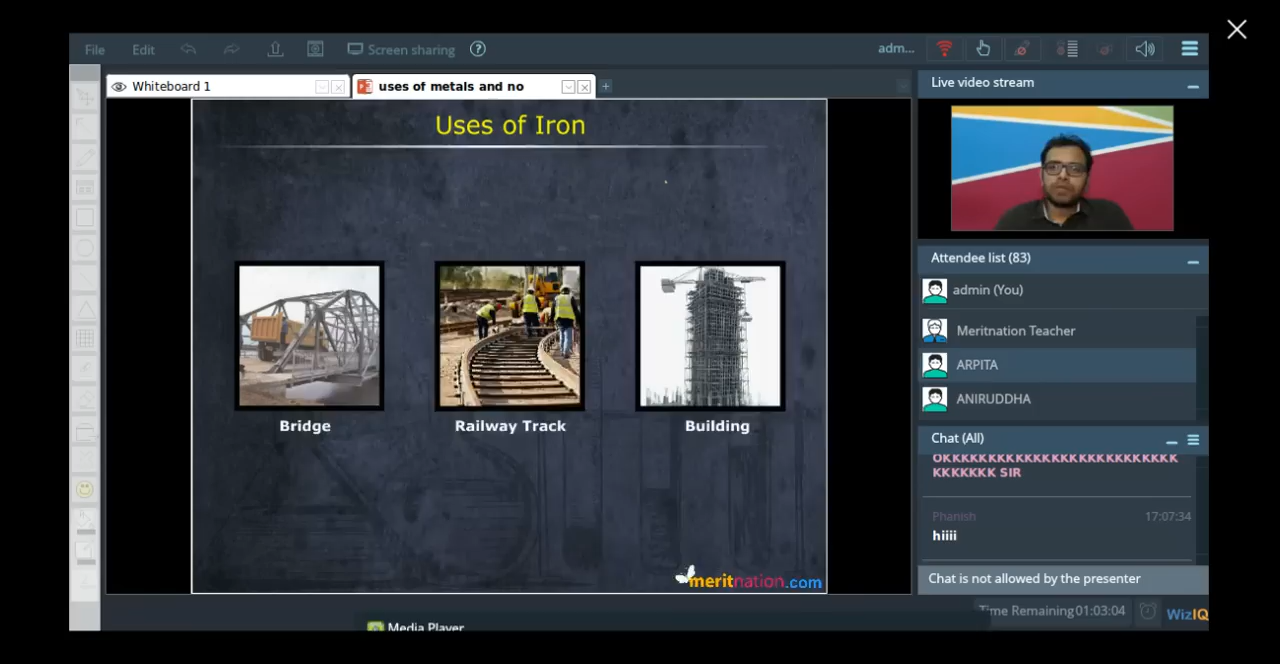 File Edit Screen sharing ? adm...
Whiteboard 1
uses of metals and no
Uses of Iron
Bridge
Railway Track
Building
meritnation.com
Live video stream
Attendee list (83)
admin (You)
Meritnation Teacher
ARPITA
ANIRUDDHA
Chat (All)
OKKKKKKKKKKKKKKKKKKKKKKKKK
KKKKKKK SIR
Phanish 17:07:34
hiiii
Chat is not allowed by the presenter
Time Remaining 01:03:04
WizIQ
Media Player